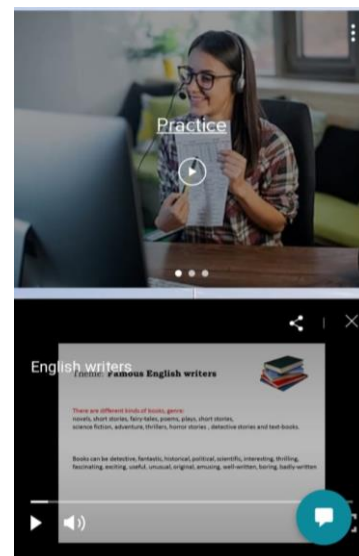 Practice
English writers
Theme: Famous English writers
There are different kinds of books, genre:
novels, short stories, fairy-tales, poems, plays, short stories,
science fiction, adventure, thrillers, horror stories , detective stories and text-books.
Books can be detective, fantastic, historical, political, scientific, interesting, thrilling,
fascinating, exciting, useful, unusual, original, amusing, well-written, boring, badly-written